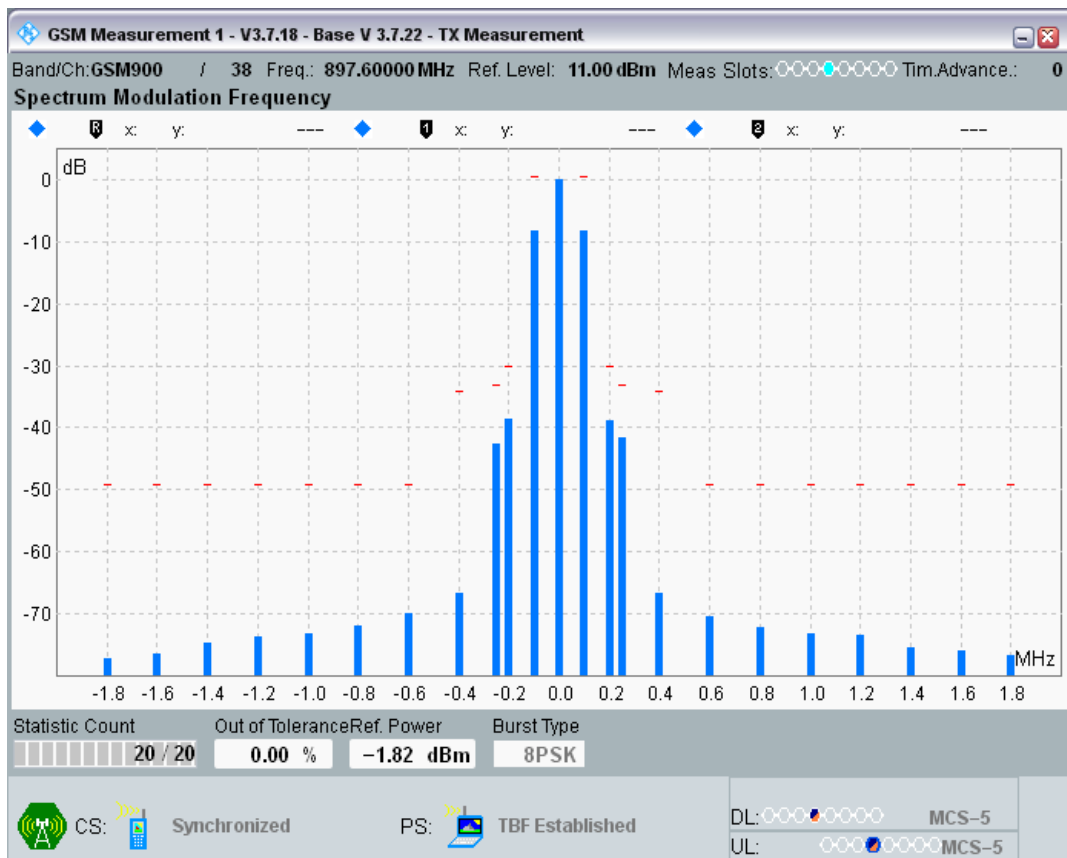 GSM Measurement 1 - V3.7.18 - Base V 3.7.22 - TX Measurement
Band/Ch:GSM900 / 38 Freq.: 897.60000 MHz Ref. Level: 11.00 dBm Meas Slots: Tim.Advance.: 0
Spectrum Modulation Frequency
R x: y: --- 1 x: y: --- 2 x: y: ---
dB
0
-10
-20
-30
-40
-50
-60
-70
MHz
-1.8 -1.6 -1.4 -1.2 -1.0 -0.8 -0.6 -0.4 -0.2 0.0 0.2 0.4 0.6 0.8 1.0 1.2 1.4 1.6 1.8
Statistic Count Out of Tolerance Ref. Power Burst Type
20 / 20 0.00 % −1.82 dBm 8PSK
CS: Synchronized PS: TBF Established DL: MCS−5
UL: MCS−5